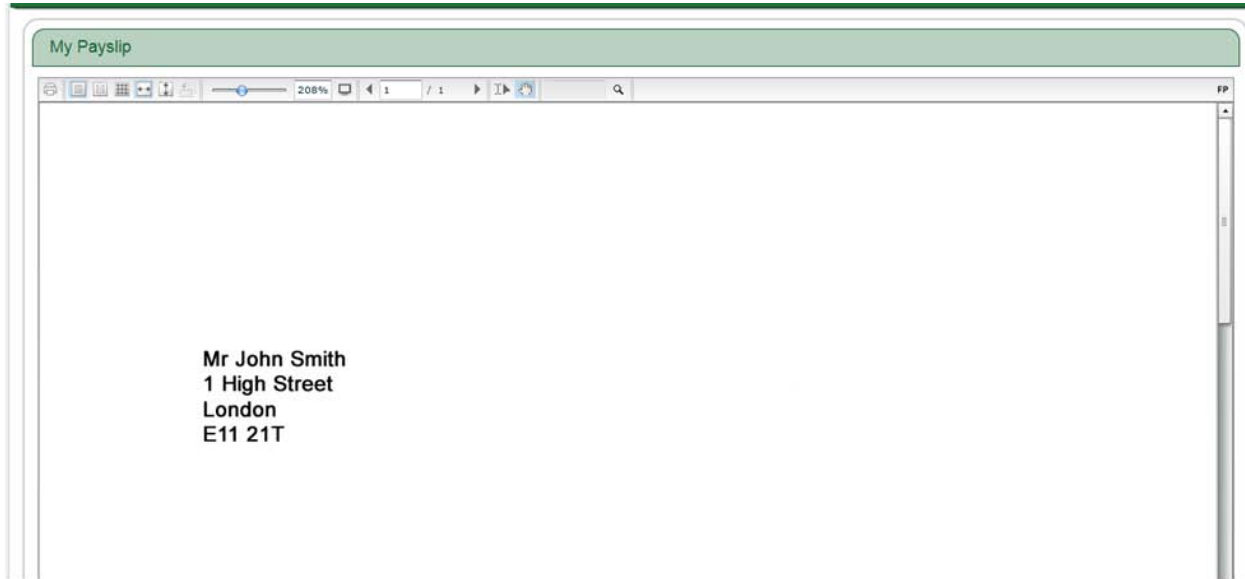 My Payslip
208% 1 / 1 FP
Mr John Smith
1 High Street
London
E11 21T